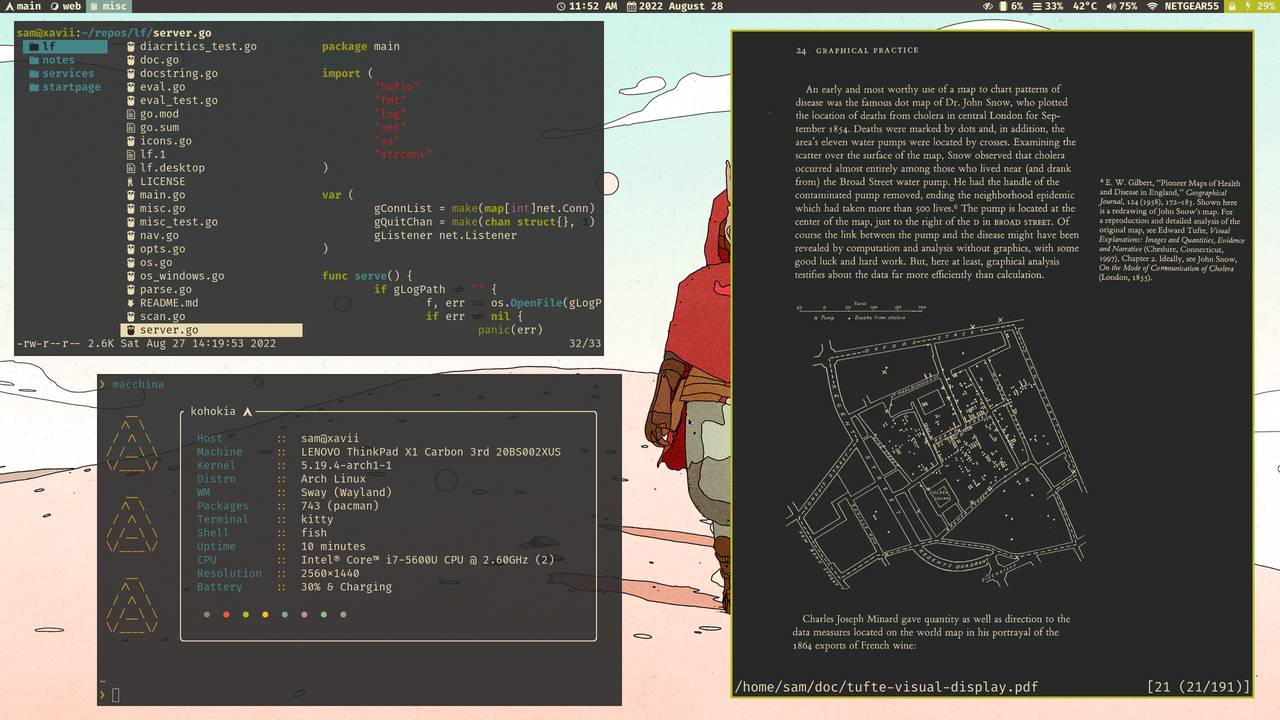 main web misc 11:52 AM 2022 August 28 6% 33% 42°C 75% NETGEAR55 29%
sam@xavii:~/repos/lf/server.go
lf
notes
services
startpage
diacritics_test.go
doc.go
docstring.go
eval.go
eval_test.go
go.mod
go.sum
icons.go
lf.1
lf.desktop
LICENSE
main.go
misc.go
misc_test.go
nav.go
opts.go
os.go
os_windows.go
parse.go
README.md
scan.go
server.go
package main
import (
"bufio"
"fmt"
"log"
"net"
"os"
"strconv"
)
var (
gConnList = make(map[int]net.Conn)
gQuitChan = make(chan struct{}, 1)
gListener net.Listener
)
func serve() {
if gLogPath ≠ "" {
f, err := os.OpenFile(gLogP
if err ≠ nil {
panic(err)
-rw-r--r-- 2.6K Sat Aug 27 14:19:53 2022 32/33
❯ macchina
kohokia
Host :: sam@xavii
Machine :: LENOVO ThinkPad X1 Carbon 3rd 20BS002XUS
Kernel :: 5.19.4-arch1-1
Distro :: Arch Linux
WM :: Sway (Wayland)
Packages :: 743 (pacman)
Terminal :: kitty
Shell :: fish
Uptime :: 10 minutes
CPU :: Intel® Core™ i7-5600U CPU @ 2.60GHz (2)
Resolution :: 2560×1440
Battery :: 30% & Charging
~
❯
24 GRAPHICAL PRACTICE
An early and most worthy use of a map to chart patterns of
disease was the famous dot map of Dr. John Snow, who plotted
the location of deaths from cholera in central London for Sep-
tember 1854. Deaths were marked by dots and, in addition, the
area's eleven water pumps were located by crosses. Examining the
scatter over the surface of the map, Snow observed that cholera
occurred almost entirely among those who lived near (and drank
from) the Broad Street water pump. He had the handle of the
contaminated pump removed, ending the neighborhood epidemic
which had taken more than 500 lives.⁶ The pump is located at the
center of the map, just to the right of the D in BROAD STREET. Of
course the link between the pump and the disease might have been
revealed by computation and analysis without graphics, with some
good luck and hard work. But, here at least, graphical analysis
testifies about the data far more efficiently than calculation.
⁶ E. W. Gilbert, "Pioneer Maps of Health
and Disease in England," Geographical
Journal, 124 (1958), 172-183. Shown here
is a redrawing of John Snow's map. For
a reproduction and detailed analysis of the
original map, see Edward Tufte, Visual
Explanations: Images and Quantities, Evidence
and Narrative (Cheshire, Connecticut,
1997), Chapter 2. Ideally, see John Snow,
On the Mode of Communication of Cholera
(London, 1855).
Yards
50 0 50 100 150 200
x Pump • Deaths from cholera
OXFORD STREET
GOLDEN
SQUARE
REGENTS QUADRANT
PICCADILLY
Charles Joseph Minard gave quantity as well as direction to the
data measures located on the world map in his portrayal of the
1864 exports of French wine:
/home/sam/doc/tufte-visual-display.pdf [21 (21/191)]